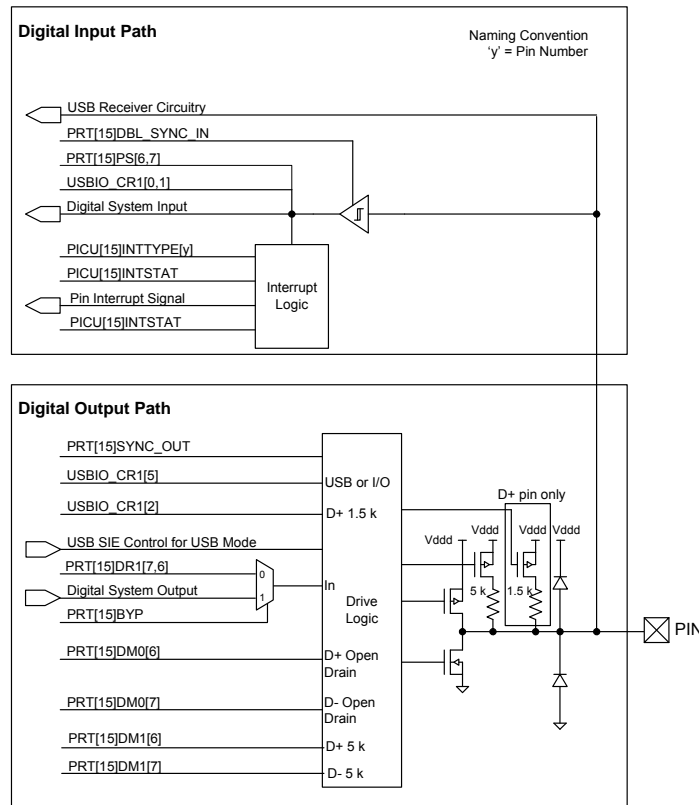 Digital Input Path
Naming Convention
‘y’ = Pin Number
USB Receiver Circuitry
PRT[15]DBL_SYNC_IN
PRT[15]PS[6,7]
USBIO_CR1[0,1]
Digital System Input
PICU[15]INTTYPE[y]
PICU[15]INTSTAT
Pin Interrupt Signal
PICU[15]INTSTAT
Interrupt
Logic
Digital Output Path
PRT[15]SYNC_OUT
USBIO_CR1[5]
USB or I/O
USBIO_CR1[2]
D+ 1.5 k
D+ pin only
USB SIE Control for USB Mode
Vddd
Vddd
Vddd
Vddd
PRT[15]DR1[7,6]
0
Digital System Output
1
In
5 k
1.5 k
PRT[15]BYP
Drive
Logic
PIN
PRT[15]DM0[6]
D+ Open
Drain
PRT[15]DM0[7]
D- Open
Drain
PRT[15]DM1[6]
D+ 5 k
PRT[15]DM1[7]
D- 5 k